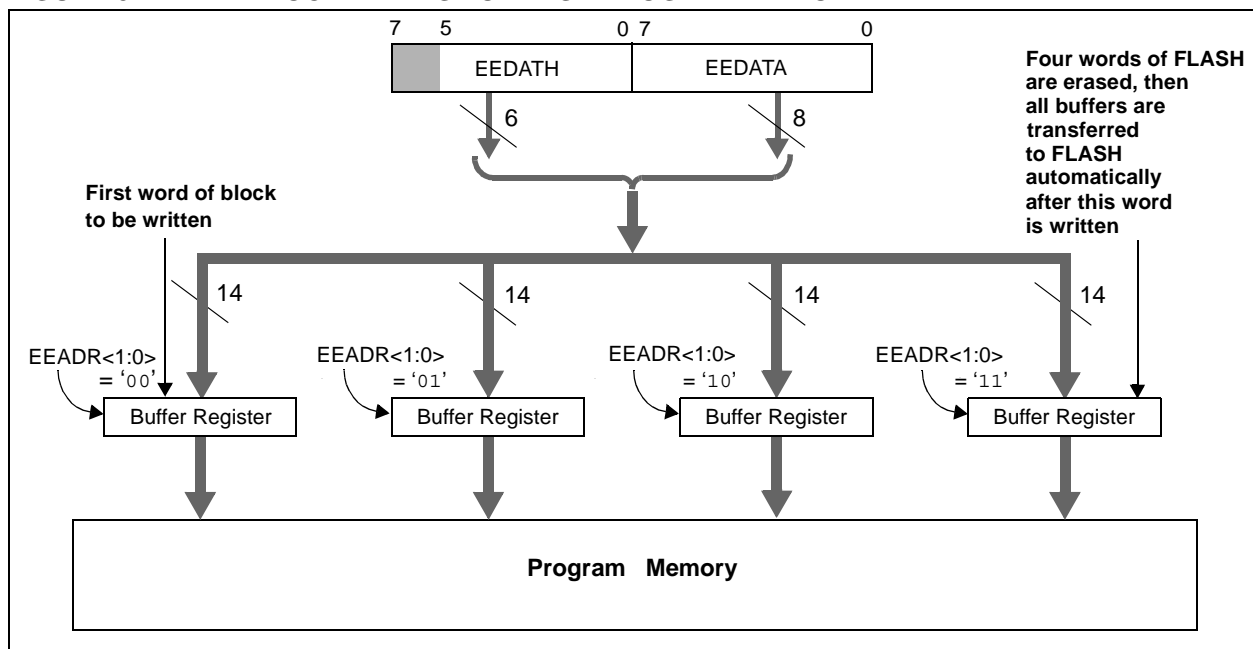 7 5 0 7 0
EEDATH EEDATA
6 8
Four words of FLASH
are erased, then
all buffers are
transferred
to FLASH
automatically
after this word
is written
First word of block
to be written
14 14 14 14
EEADR<1:0>
= ‘00’
EEADR<1:0>
= ‘01’
EEADR<1:0>
= ‘10’
EEADR<1:0>
= ‘11’
Buffer Register Buffer Register Buffer Register Buffer Register
Program Memory